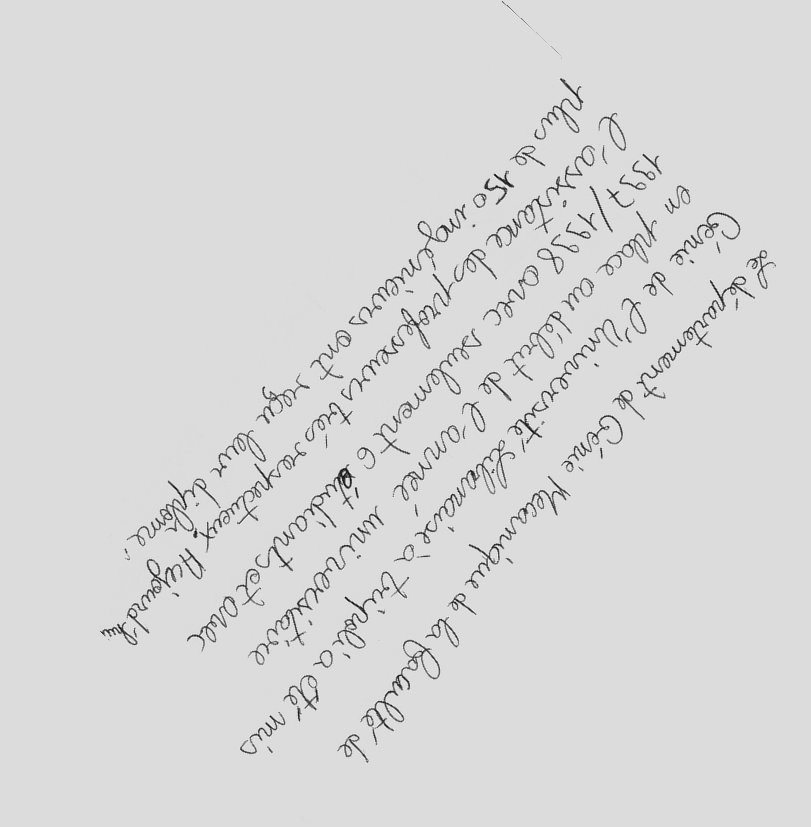 Le département de Génie Mécanique de la faculté de
Génie de l'Université Libanaise à tripoli a été mis
en place au début de l'année universitaire
1997/1998 avec seulement 6 étudiants et avec
l'assistance des professeurs très respectueux. Aujourd'hui
plus de 150 ingénieurs ont reçu leur diplôme.